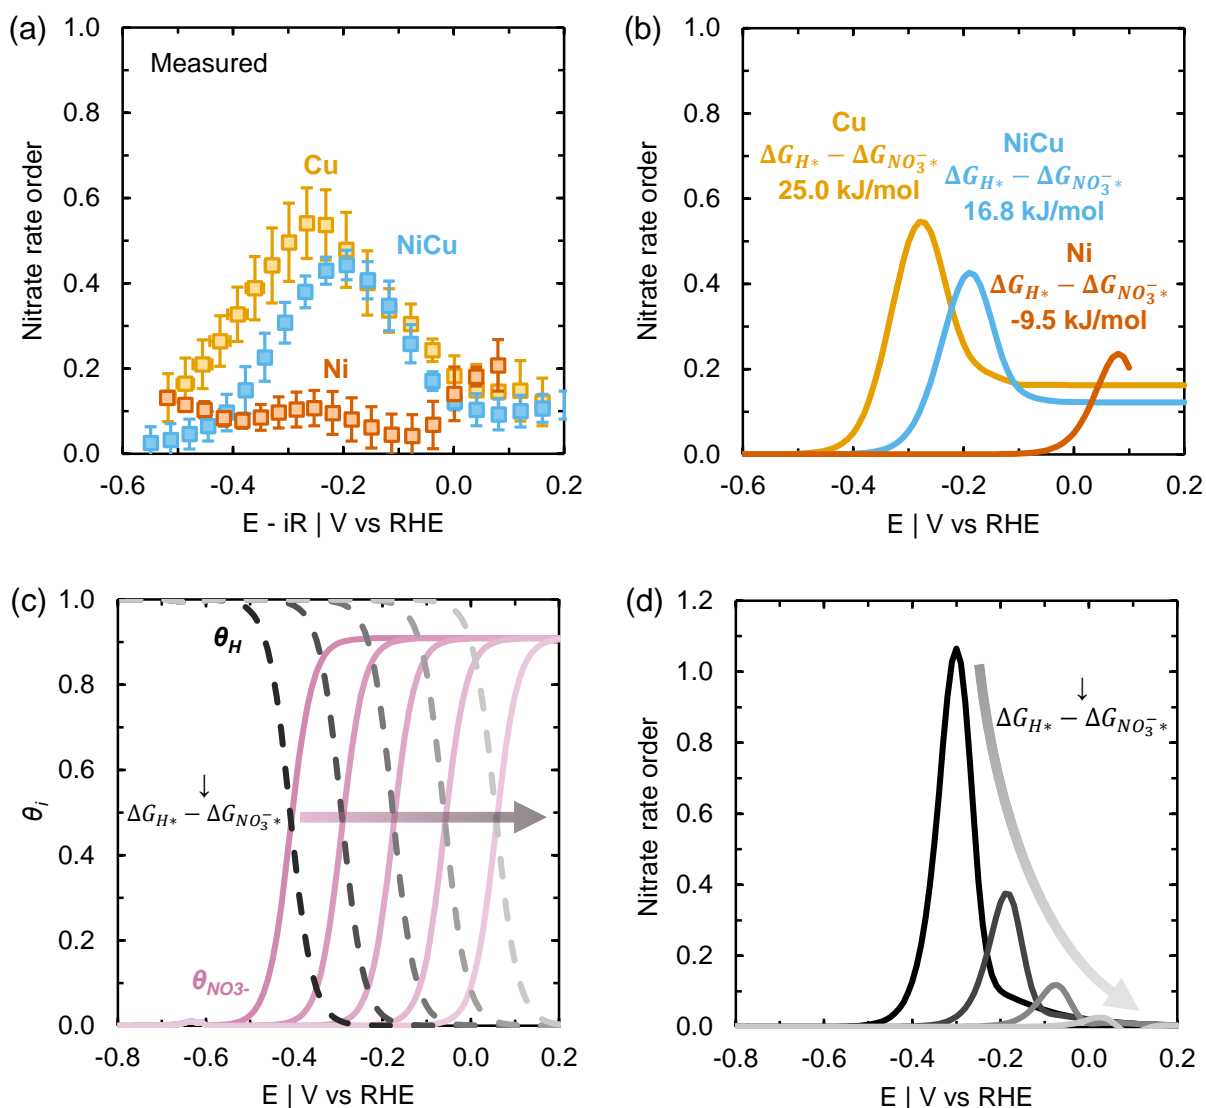 (a)
Measured
Cu
NiCu
Ni
Nitrate rate order
1.0
0.8
0.6
0.4
0.2
0.0
-0.6 -0.4 -0.2 0.0 0.2
E - iR | V vs RHE
(b)
Cu
ΔG_{H*} − ΔG_{NO_3^-*}
25.0 kJ/mol
NiCu
ΔG_{H*} − ΔG_{NO_3^-*}
16.8 kJ/mol
Ni
ΔG_{H*} − ΔG_{NO_3^-*}
-9.5 kJ/mol
Nitrate rate order
1.0
0.8
0.6
0.4
0.2
0.0
-0.6 -0.4 -0.2 0.0 0.2
E | V vs RHE
(c)
θ_H
↓
ΔG_{H*} − ΔG_{NO_3^-*}
θ_{NO3-}
θ_i
1.0
0.8
0.6
0.4
0.2
0.0
-0.8 -0.6 -0.4 -0.2 0.0 0.2
E | V vs RHE
(d)
↓
ΔG_{H*} − ΔG_{NO_3^-*}
Nitrate rate order
1.2
1.0
0.8
0.6
0.4
0.2
0.0
-0.8 -0.6 -0.4 -0.2 0.0 0.2
E | V vs RHE